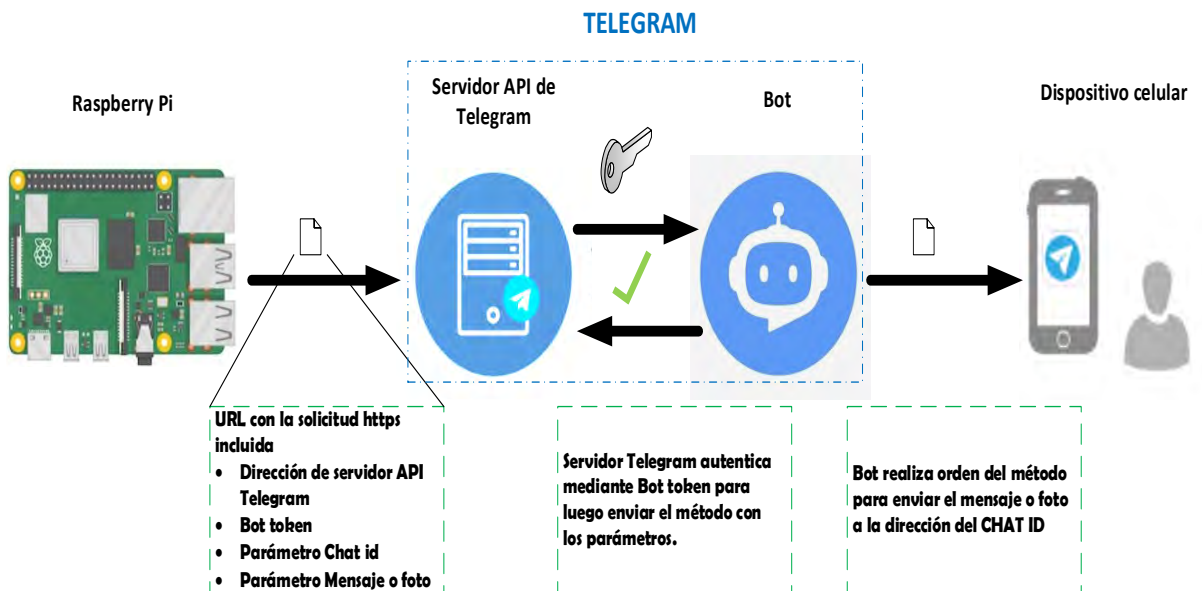 TELEGRAM
Raspberry Pi
Servidor API de
Telegram
Bot
Dispositivo celular
URL con la solicitud https
incluida
• Dirección de servidor API
Telegram
• Bot token
• Parámetro Chat id
• Parámetro Mensaje o foto
Servidor Telegram autentica
mediante Bot token para
luego enviar el método con
los parámetros.
Bot realiza orden del método
para enviar el mensaje o foto
a la dirección del CHAT ID